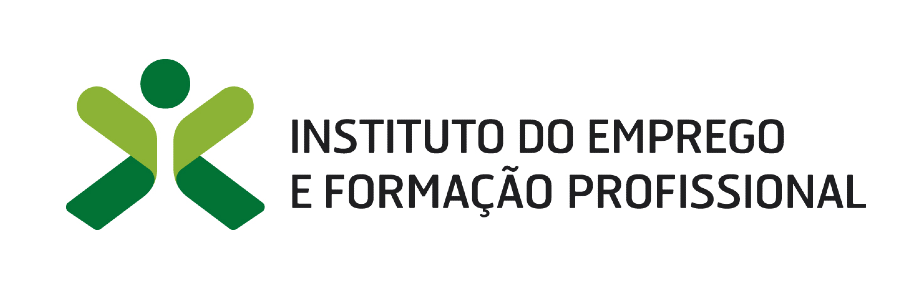 INSTITUTO DO EMPREGO
E FORMAÇÃO PROFISSIONAL